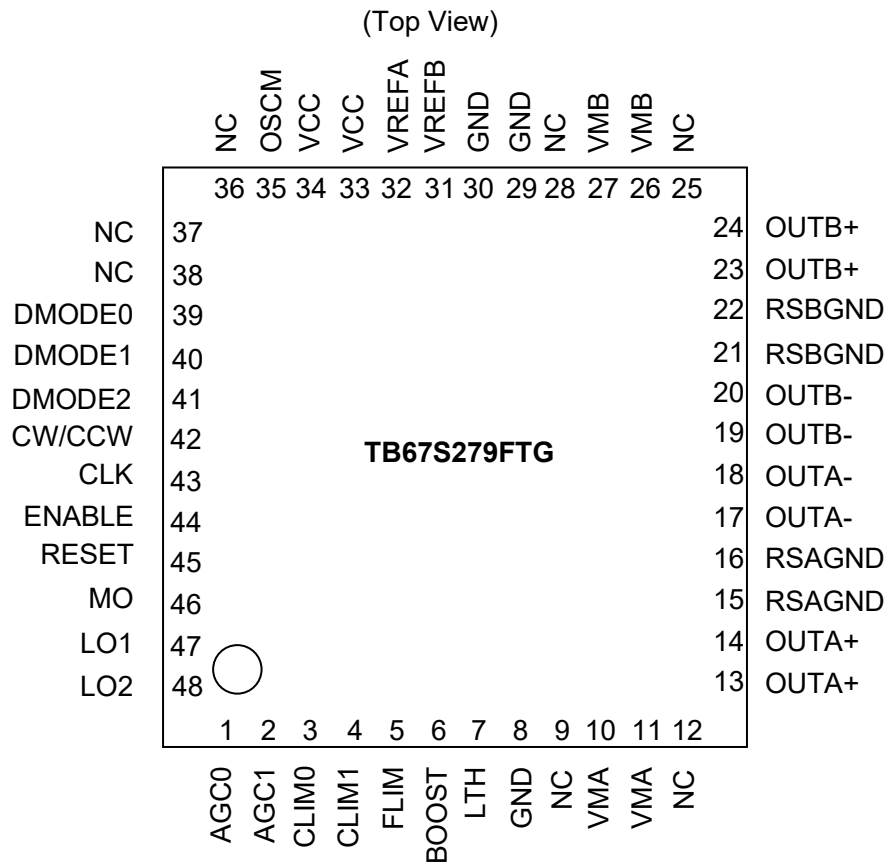 (Top View)
NC OSCM VCC VCC VREFA VREFB GND GND NC VMB VMB NC
36 35 34 33 32 31 30 29 28 27 26 25
NC 37
NC 38
DMODE0 39
DMODE1 40
DMODE2 41
CW/CCW 42
CLK 43
ENABLE 44
RESET 45
MO 46
LO1 47
LO2 48
TB67S279FTG
24 OUTB+
23 OUTB+
22 RSBGND
21 RSBGND
20 OUTB-
19 OUTB-
18 OUTA-
17 OUTA-
16 RSAGND
15 RSAGND
14 OUTA+
13 OUTA+
1 2 3 4 5 6 7 8 9 10 11 12
AGC0 AGC1 CLIM0 CLIM1 FLIM BOOST LTH GND NC VMA VMA NC